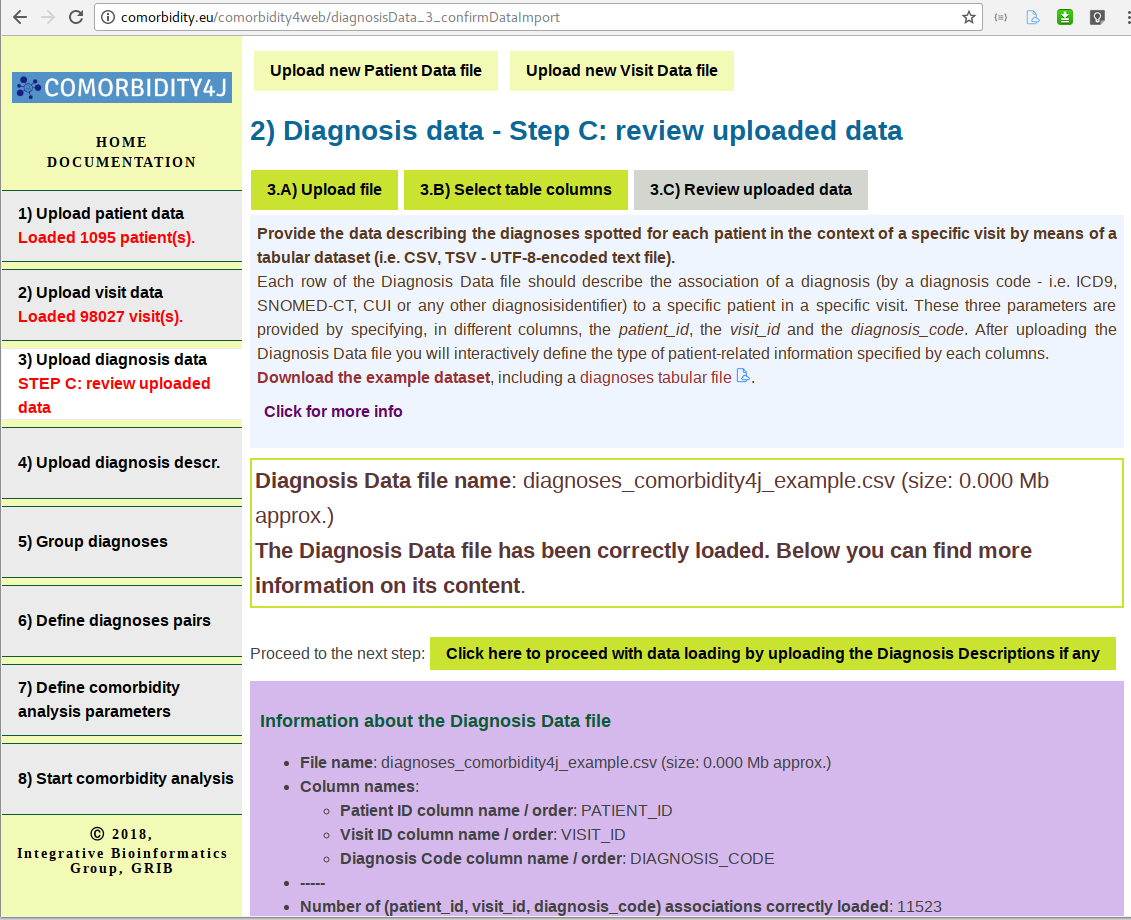 comorbidity.eu/comorbidity4web/diagnosisData_3_confirmDataImport
COMORBIDITY4J
HOME
DOCUMENTATION
1) Upload patient data
Loaded 1095 patient(s).
2) Upload visit data
Loaded 98027 visit(s).
3) Upload diagnosis data
STEP C: review uploaded
data
4) Upload diagnosis descr.
5) Group diagnoses
6) Define diagnoses pairs
7) Define comorbidity
analysis parameters
8) Start comorbidity analysis
© 2018,
Integrative Bioinformatics
Group, GRIB
Upload new Patient Data file
Upload new Visit Data file
2) Diagnosis data - Step C: review uploaded data
3.A) Upload file
3.B) Select table columns
3.C) Review uploaded data
Provide the data describing the diagnoses spotted for each patient in the context of a specific visit by means of a
tabular dataset (i.e. CSV, TSV - UTF-8-encoded text file).
Each row of the Diagnosis Data file should describe the association of a diagnosis (by a diagnosis code - i.e. ICD9,
SNOMED-CT, CUI or any other diagnosisidentifier) to a specific patient in a specific visit. These three parameters are
provided by specifying, in different columns, the patient_id, the visit_id and the diagnosis_code. After uploading the
Diagnosis Data file you will interactively define the type of patient-related information specified by each columns.
Download the example dataset, including a diagnoses tabular file .
Click for more info
Diagnosis Data file name: diagnoses_comorbidity4j_example.csv (size: 0.000 Mb
approx.)
The Diagnosis Data file has been correctly loaded. Below you can find more
information on its content.
Proceed to the next step: Click here to proceed with data loading by uploading the Diagnosis Descriptions if any
Information about the Diagnosis Data file
• File name: diagnoses_comorbidity4j_example.csv (size: 0.000 Mb approx.)
• Column names:
◦ Patient ID column name / order: PATIENT_ID
◦ Visit ID column name / order: VISIT_ID
◦ Diagnosis Code column name / order: DIAGNOSIS_CODE
• -----
• Number of (patient_id, visit_id, diagnosis_code) associations correctly loaded: 11523